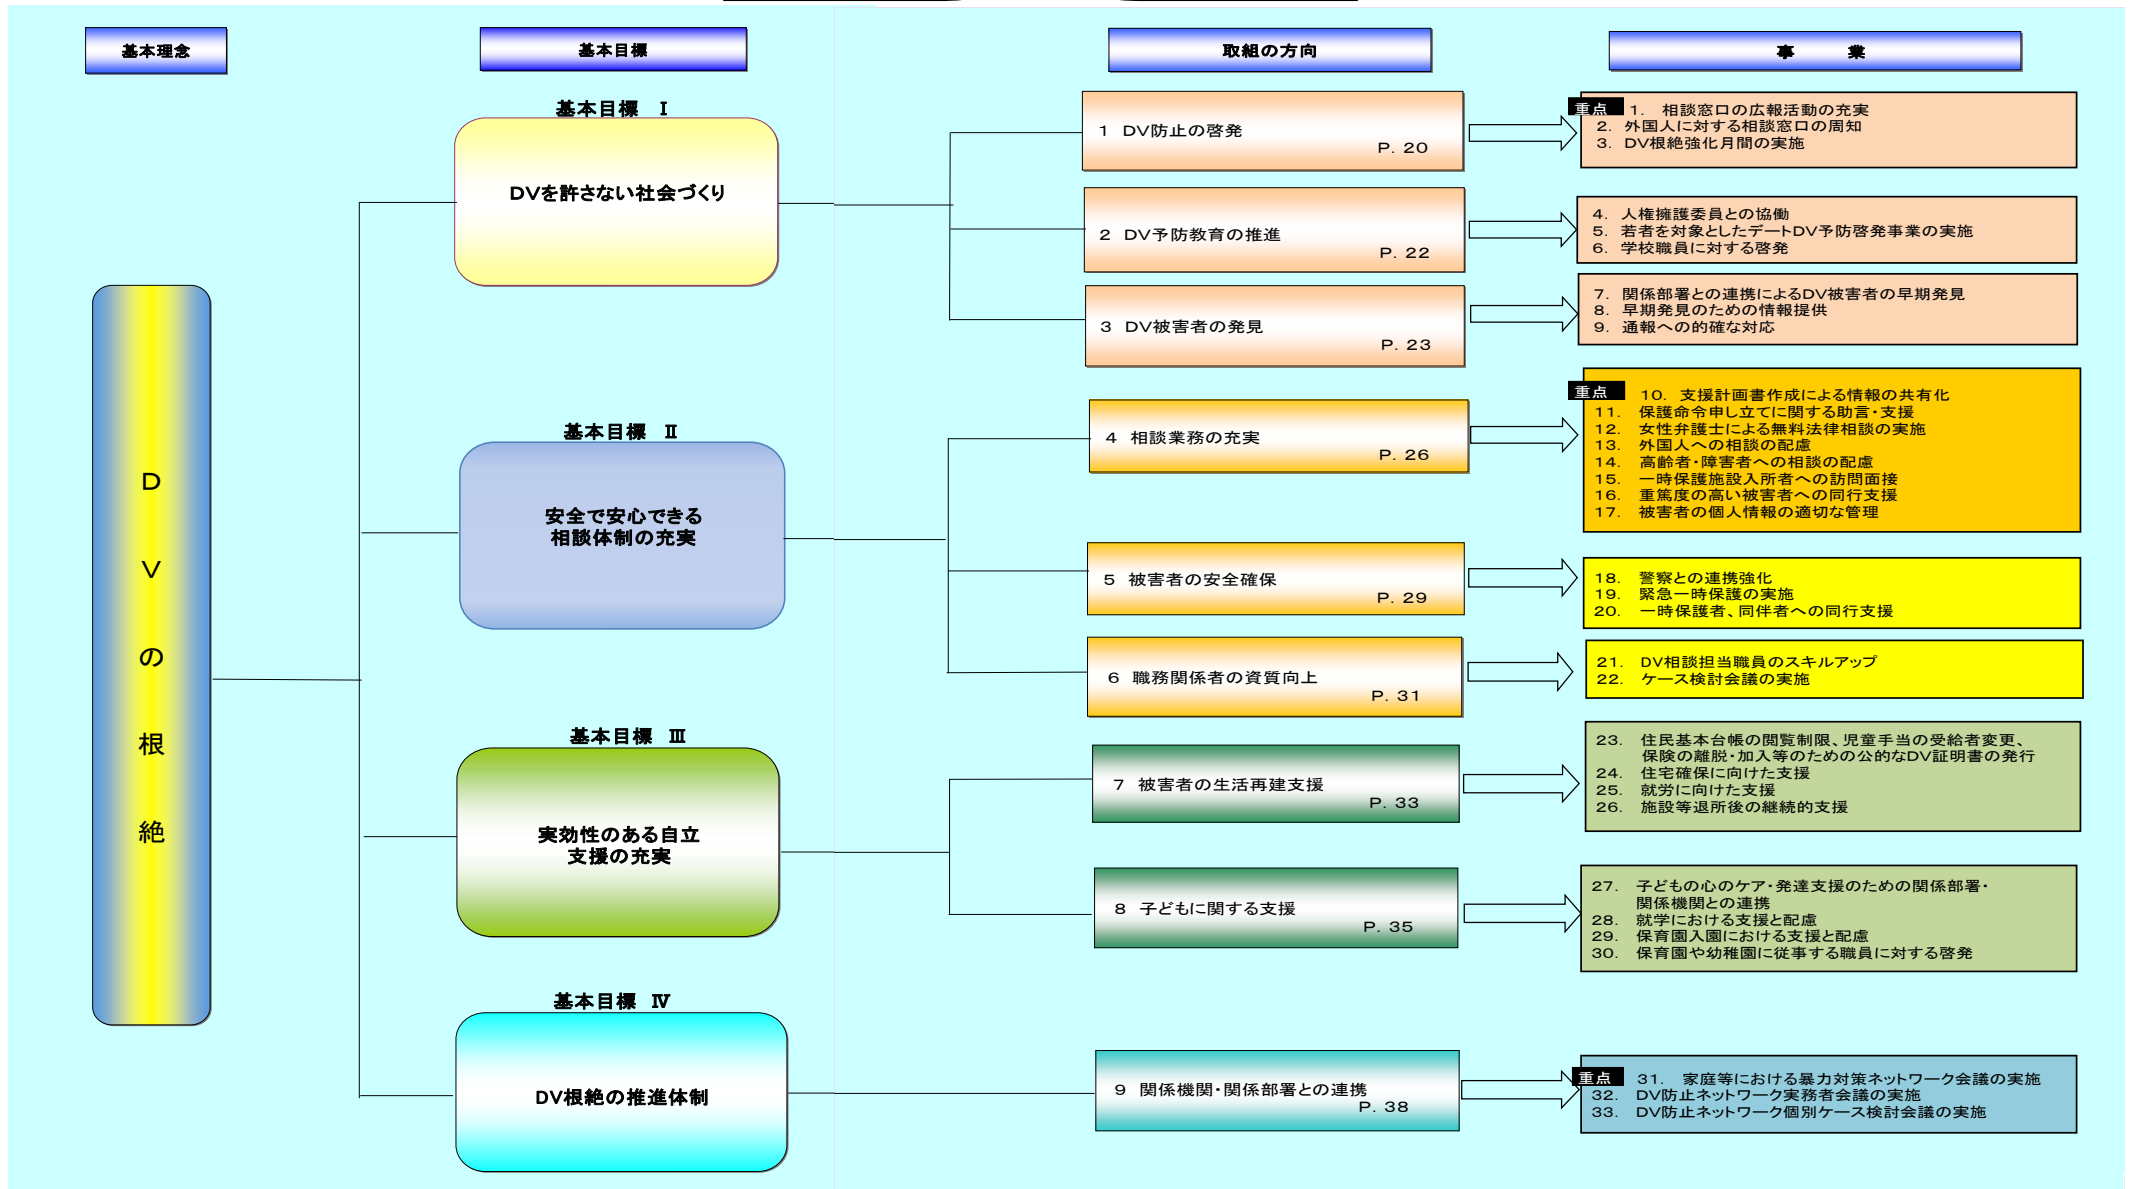 基本理念
基本目標
取組の方向
事　業
DVの根絶
基本目標　Ⅰ
DVを許さない社会づくり
1　DV防止の啓発
P. 20
重点　1.　相談窓口の広報活動の充実
2.　外国人に対する相談窓口の周知
3.　DV根絶強化月間の実施
2　DV予防教育の推進
P. 22
4.　人権擁護委員との協働
5.　若者を対象としたデートDV予防啓発事業の実施
6.　学校職員に対する啓発
3　DV被害者の発見
P. 23
7.　関係部署との連携によるDV被害者の早期発見
8.　早期発見のための情報提供
9.　通報への的確な対応
基本目標　Ⅱ
安全で安心できる
相談体制の充実
4　相談業務の充実
P. 26
重点　10.　支援計画書作成による情報の共有化
11.　保護命令申し立てに関する助言・支援
12.　女性弁護士による無料法律相談の実施
13.　外国人への相談の配慮
14.　高齢者・障害者への相談の配慮
15.　一時保護施設入所者への訪問面接
16.　重篤度の高い被害者への同行支援
17.　被害者の個人情報の適切な管理
5　被害者の安全確保
P. 29
18.　警察との連携強化
19.　緊急一時保護の実施
20.　一時保護者、同伴者への同行支援
6　職務関係者の資質向上
P. 31
21.　DV相談担当職員のスキルアップ
22.　ケース検討会議の実施
基本目標　Ⅲ
実効性のある自立
支援の充実
7　被害者の生活再建支援
P. 33
23.　住民基本台帳の閲覧制限、児童手当の受給者変更、
保険の離脱・加入等のための公的なDV証明書の発行
24.　住宅確保に向けた支援
25.　就労に向けた支援
26.　施設等退所後の継続的支援
8　子どもに関する支援
P. 35
27.　子どもの心のケア・発達支援のための関係部署・
関係機関との連携
28.　就学における支援と配慮
29.　保育園入園における支援と配慮
30.　保育園や幼稚園に従事する職員に対する啓発
基本目標　Ⅳ
DV根絶の推進体制
9　関係機関・関係部署との連携
P. 38
重点　31.　家庭等における暴力対策ネットワーク会議の実施
32.　DV防止ネットワーク実務者会議の実施
33.　DV防止ネットワーク個別ケース検討会議の実施